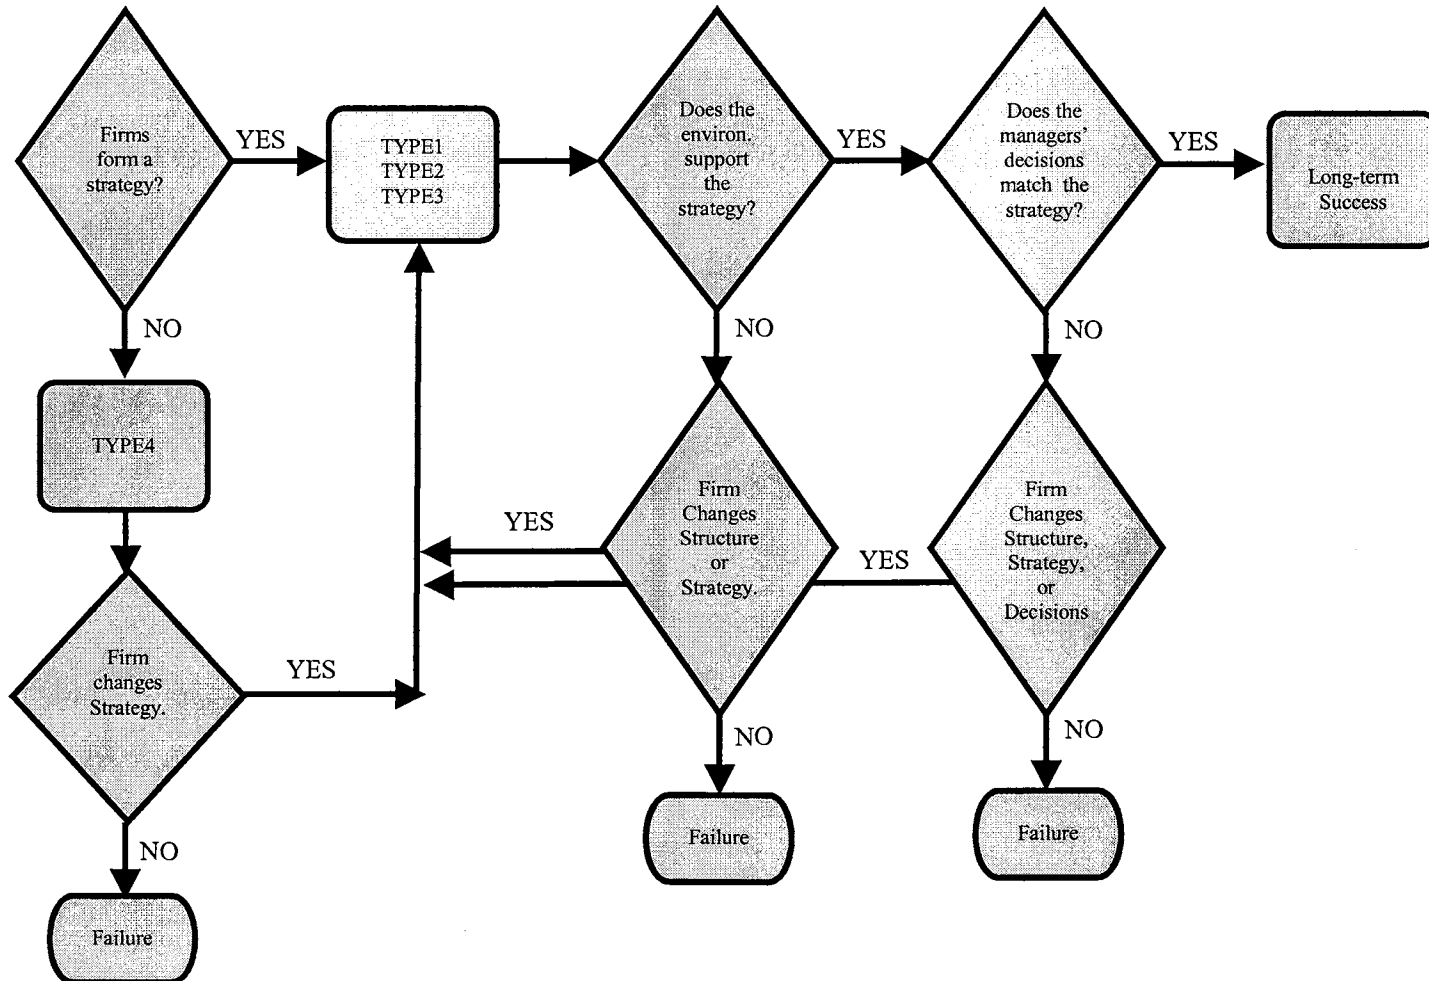 Firms
form a
strategy?
YES
TYPE1
TYPE2
TYPE3
Does the
environ.
support
the
strategy?
YES
Does the
managers'
decisions
match the
strategy?
YES
Long-term
Success
NO
NO
NO
TYPE4
Firm
changes
Strategy.
YES
YES
Firm
Changes
Structure
or
Strategy.
YES
Firm
Changes
Structure,
Strategy,
or
Decisions
NO
NO
NO
Failure
Failure
Failure